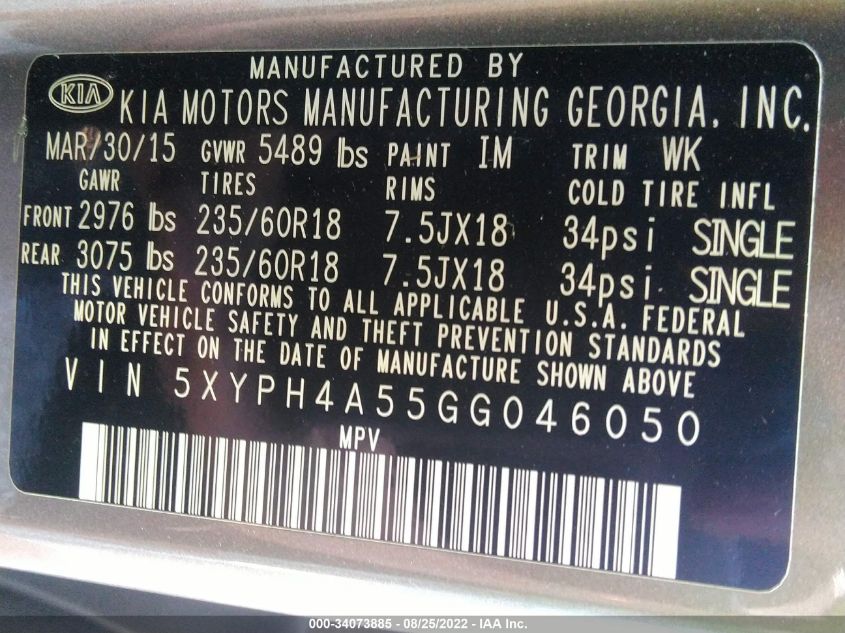 MANUFACTURED BY
KIA KIA MOTORS MANUFACTURING GEORGIA, INC.
MAR/30/15 GVWR 5489 lbs PAINT IM TRIM WK
GAWR TIRES RIMS COLD TIRE INFL
FRONT 2976 lbs 235/60R18 7.5JX18 34psi SINGLE
REAR 3075 lbs 235/60R18 7.5JX18 34psi SINGLE
THIS VEHICLE CONFORMS TO ALL APPLICABLE U.S.A. FEDERAL
MOTOR VEHICLE SAFETY AND THEFT PREVENTION STANDARDS
IN EFFECT ON THE DATE OF MANUFACTURE SHOWN ABOVE
VIN 5XYPH4A55GG046050
MPV
000-34073885 - 08/25/2022 - IAA Inc.